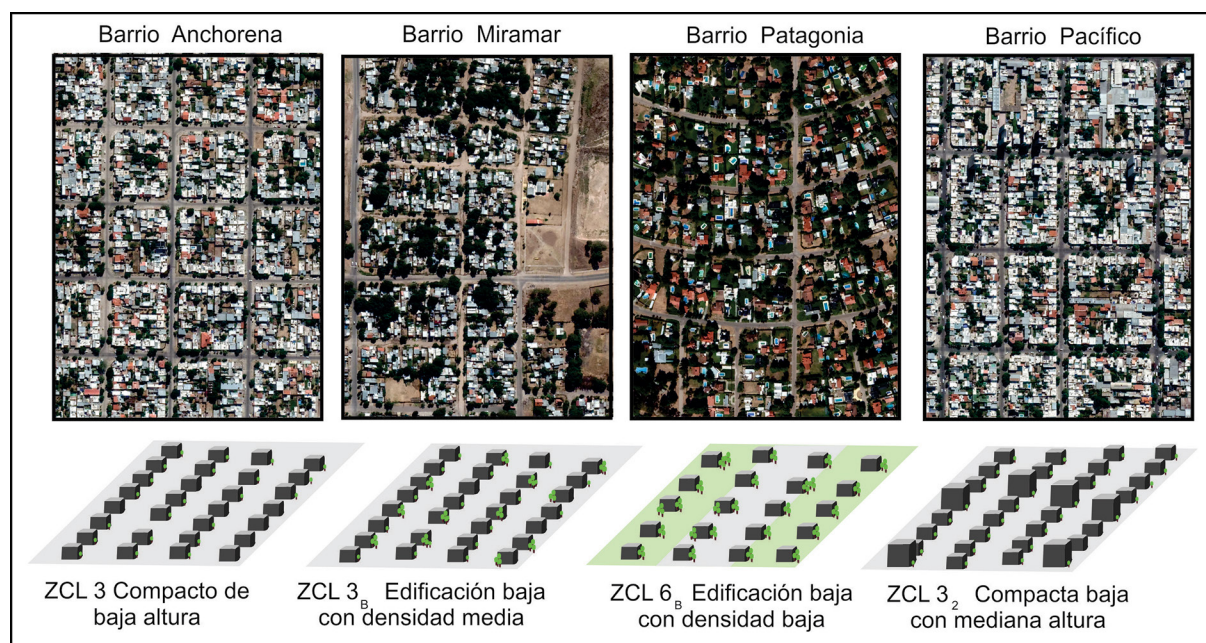 Barrio Anchorena
Barrio Miramar
Barrio Patagonia
Barrio Pacífico
ZCL 3 Compacto de
baja altura
ZCL 3B Edificación baja
con densidad media
ZCL 6B Edificación baja
con densidad baja
ZCL 32 Compacta baja
con mediana altura